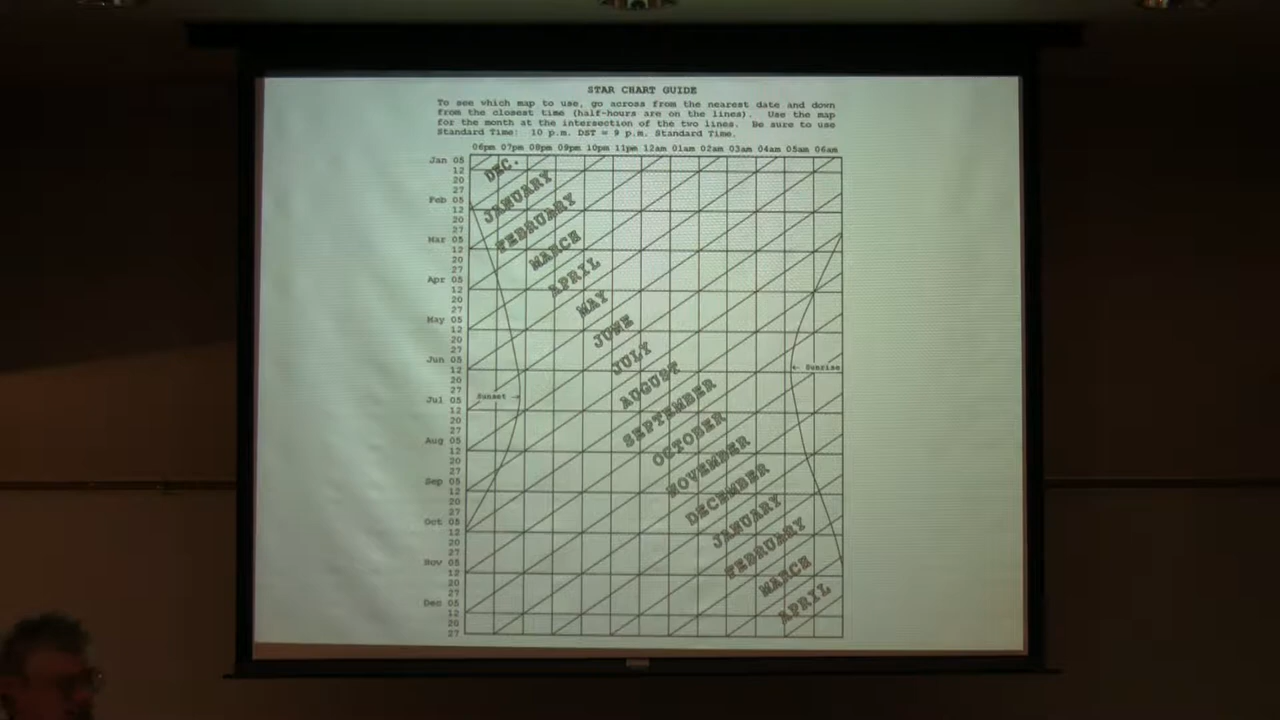 STAR CHART GUIDE
To see which map to use, go across from the nearest date and down
from the closest time (half-hours are on the lines). Use the map
for the month at the intersection of the two lines. Be sure to use
Standard Time: 10 p.m. DST = 9 p.m. Standard Time.
06pm 07pm 08pm 09pm 10pm 11pm 12am 01am 02am 03am 04am 05am 06am
Jan 05
12
20
27
Feb 05
12
20
27
Mar 05
12
20
27
Apr 05
12
20
27
May 05
12
20
27
Jun 05
12
20
27
Jul 05
12
20
27
Aug 05
12
20
27
Sep 05
12
20
27
Oct 05
12
20
27
Nov 05
12
20
27
Dec 05
12
20
27
DEC.
JANUARY
FEBRUARY
MARCH
APRIL
MAY
JUNE
JULY
AUGUST
SEPTEMBER
OCTOBER
NOVEMBER
DECEMBER
JANUARY
FEBRUARY
MARCH
APRIL
Sunset →
← Sunrise